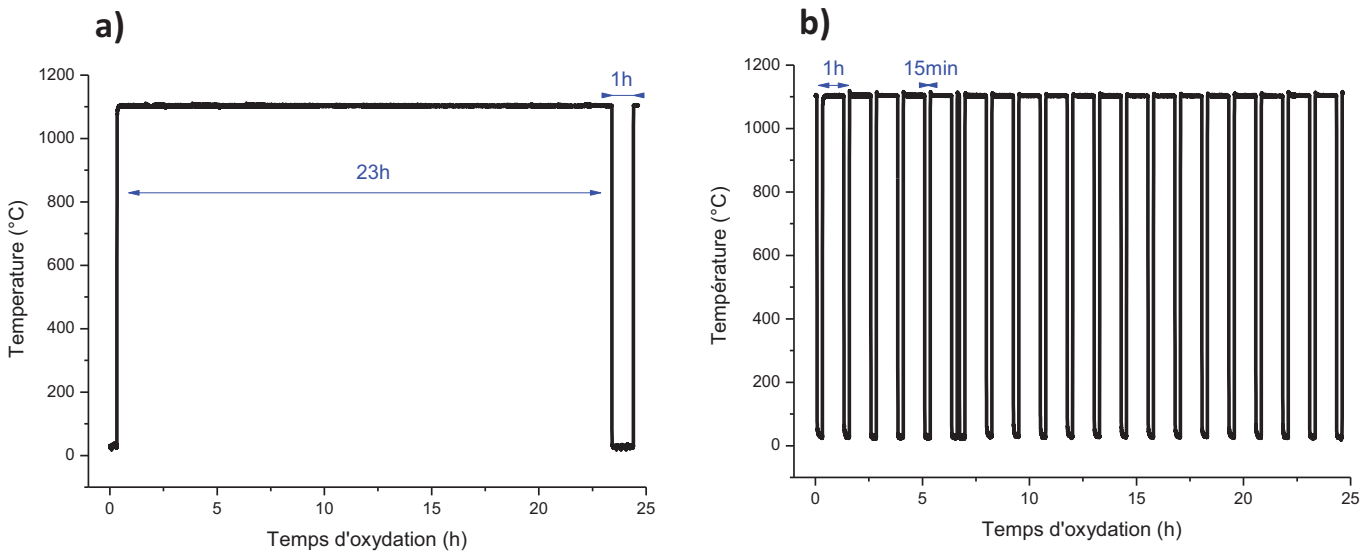 a)
1h
23h
1200
1000
800
600
400
200
0
Temperature (°C)
0 5 10 15 20 25
Temps d'oxydation (h)
b)
1h 15min
1200
1000
800
600
400
200
0
Température (°C)
0 5 10 15 20 25
Temps d'oxydation (h)